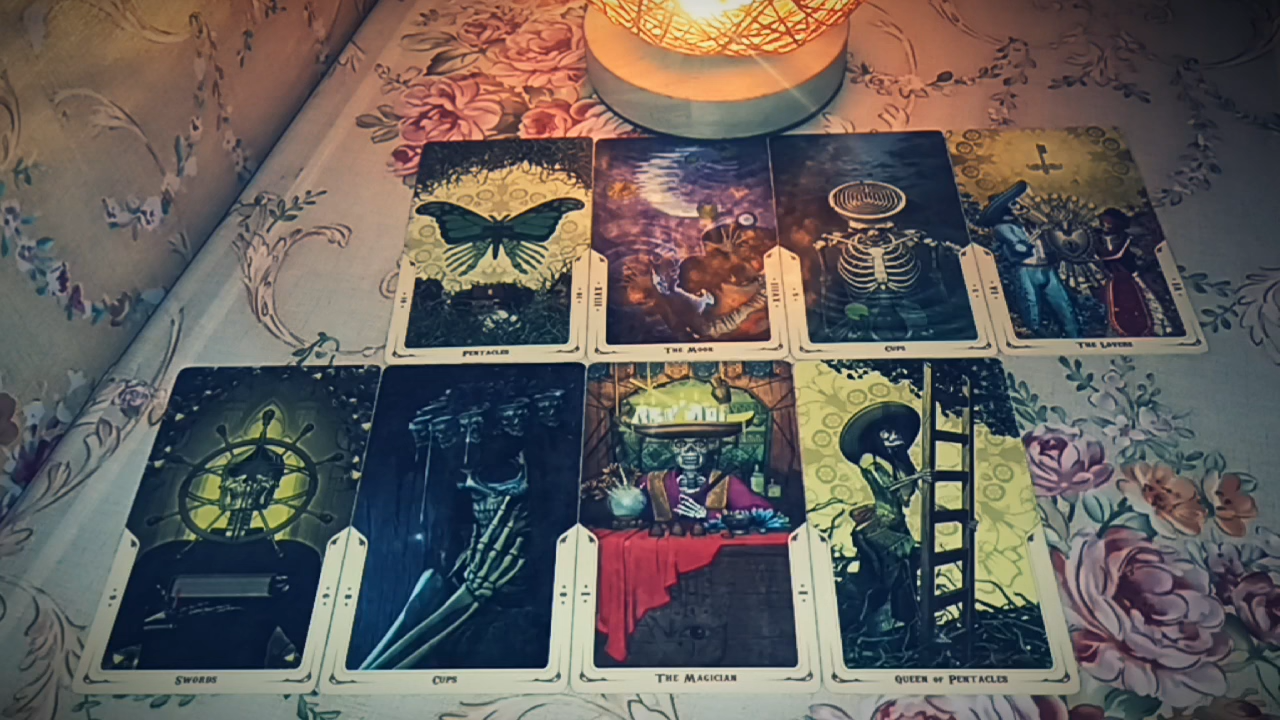 PENTACLES
THE MOON
CUPS
THE LOVERS
SWORDS
CUPS
THE MAGICIAN
QUEEN OF PENTACLES